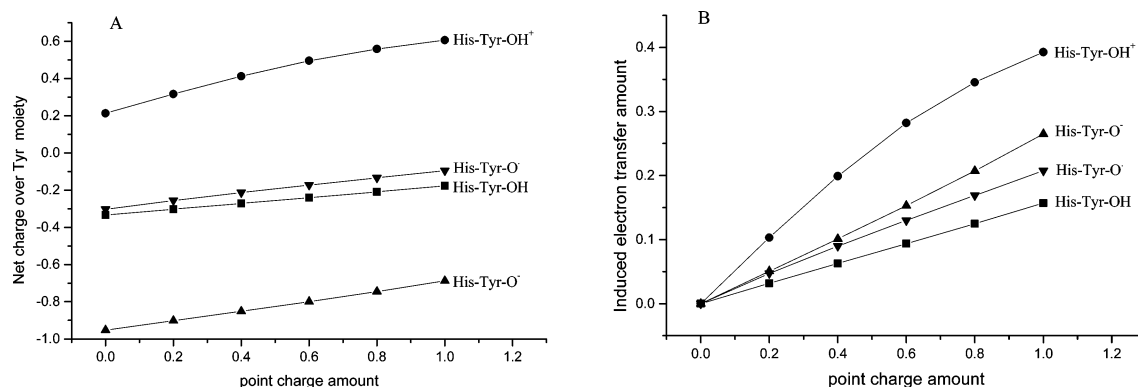 A
0.6
0.4
0.2
0.0
-0.2
-0.4
-0.6
-0.8
-1.0
Net charge over Tyr moiety
His-Tyr-OH⁺
His-Tyr-O·
His-Tyr-OH
His-Tyr-O⁻
0.0 0.2 0.4 0.6 0.8 1.0 1.2
point charge amount
B
0.4
0.3
0.2
0.1
0.0
Induced electron transfer amount
His-Tyr-OH⁺
His-Tyr-O⁻
His-Tyr-O·
His-Tyr-OH
0.0 0.2 0.4 0.6 0.8 1.0 1.2
point charge amount